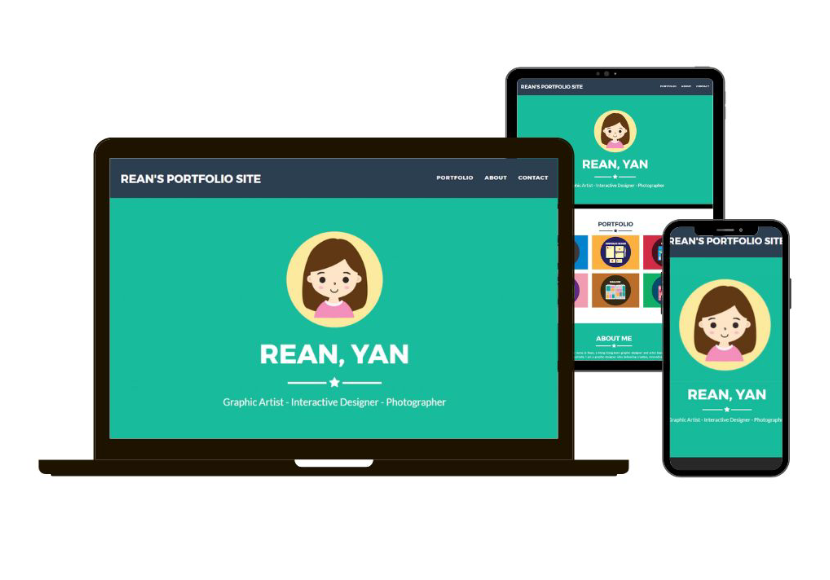 REAN'S PORTFOLIO SITE
PORTFOLIO ABOUT CONTACT
REAN, YAN
Graphic Artist - Interactive Designer - Photographer
REAN'S PORTFOLIO SITE
PORTFOLIO ABOUT CONTACT
REAN, YAN
Artist - Interactive Designer - Photographer
PORTFOLIO
ABOUT ME
REAN'S PORTFOLIO SITE
REAN, YAN
Graphic Artist - Interactive Designer - Photographer